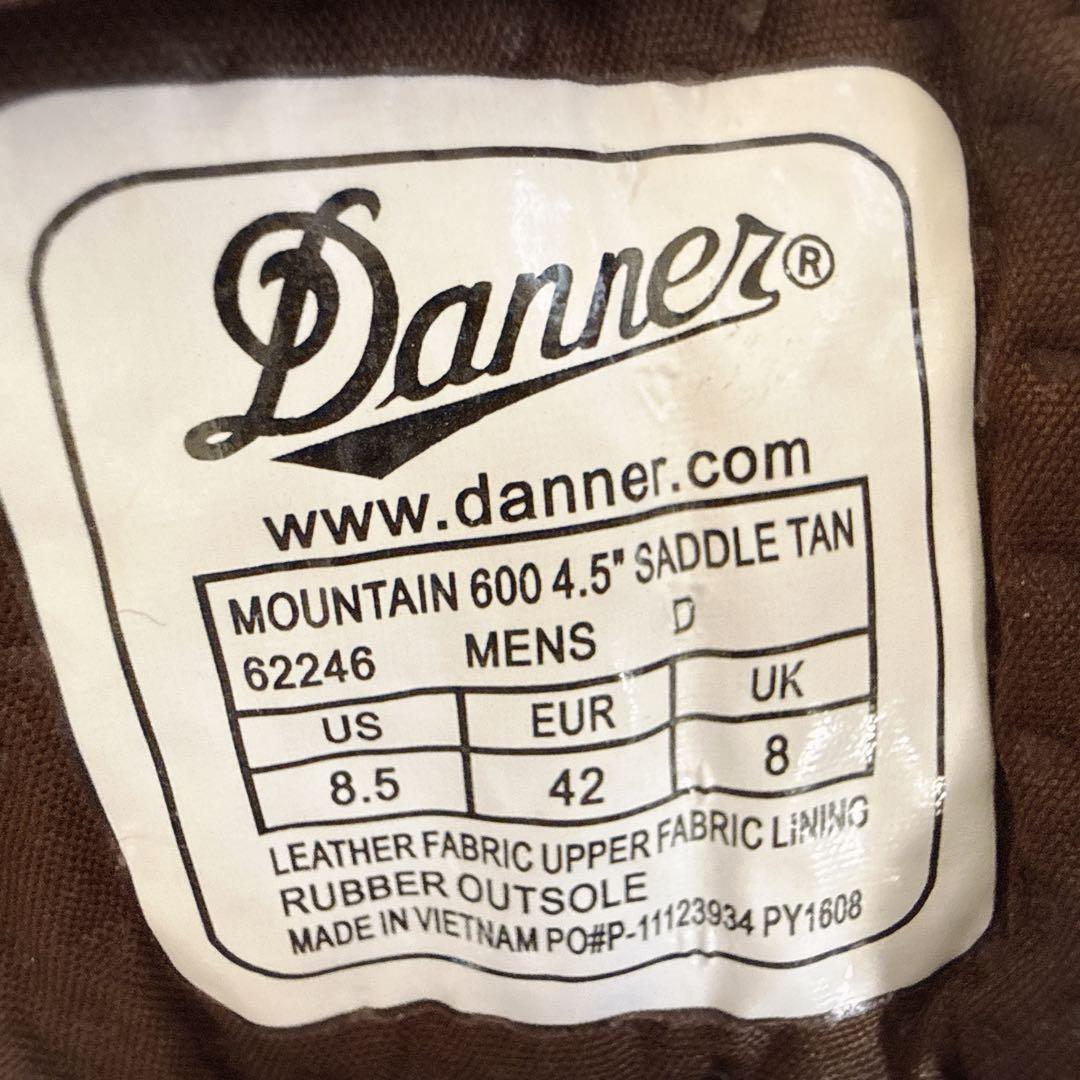 Danner®
www.danner.com
MOUNTAIN 600 4.5" SADDLE TAN
62246 MENS D
US EUR UK
8.5 42 8
LEATHER FABRIC UPPER FABRIC LINING
RUBBER OUTSOLE
MADE IN VIETNAM PO#P-11123934 PY1608